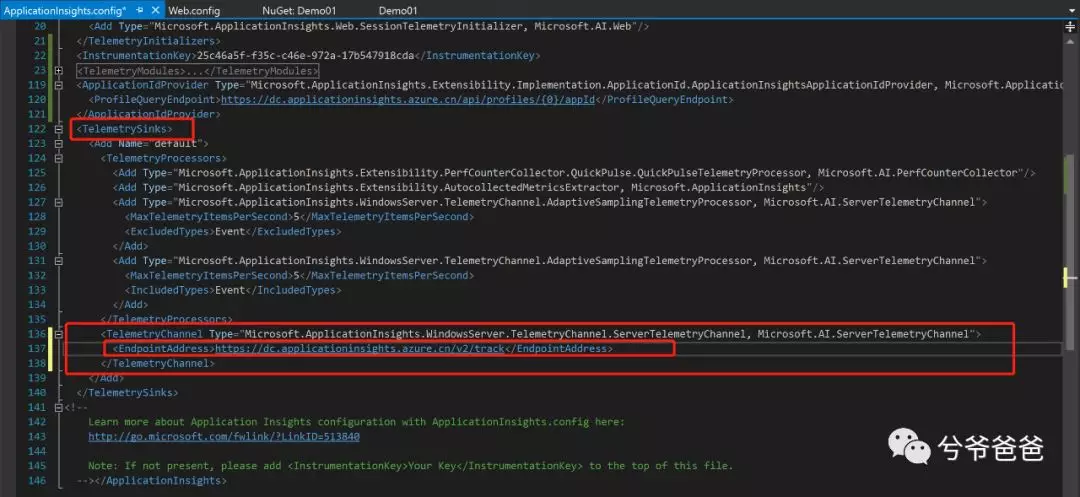 ApplicationInsights.config* Web.config NuGet: Demo01 Demo01
20 <Add Type="Microsoft.ApplicationInsights.Web.SessionTelemetryInitializer, Microsoft.AI.Web"/>
21 </TelemetryInitializers>
22 <InstrumentationKey>25c46a5f-f35c-c46e-972a-17b547918cda</InstrumentationKey>
23 <TelemetryModules>...</TelemetryModules>
119 <ApplicationIdProvider Type="Microsoft.ApplicationInsights.Extensibility.Implementation.ApplicationId.ApplicationInsightsApplicationIdProvider, Microsoft.Applicatio
120 <ProfileQueryEndpoint>https://dc.applicationinsights.azure.cn/api/profiles/{0}/appId</ProfileQueryEndpoint>
121 </ApplicationIdProvider>
122 <TelemetrySinks>
123 <Add Name="default">
124 <TelemetryProcessors>
125 <Add Type="Microsoft.ApplicationInsights.Extensibility.PerfCounterCollector.QuickPulse.QuickPulseTelemetryProcessor, Microsoft.AI.PerfCounterCollector"/>
126 <Add Type="Microsoft.ApplicationInsights.Extensibility.AutocollectedMetricsExtractor, Microsoft.ApplicationInsights"/>
127 <Add Type="Microsoft.ApplicationInsights.WindowsServer.TelemetryChannel.AdaptiveSamplingTelemetryProcessor, Microsoft.AI.ServerTelemetryChannel">
128 <MaxTelemetryItemsPerSecond>5</MaxTelemetryItemsPerSecond>
129 <ExcludedTypes>Event</ExcludedTypes>
130 </Add>
131 <Add Type="Microsoft.ApplicationInsights.WindowsServer.TelemetryChannel.AdaptiveSamplingTelemetryProcessor, Microsoft.AI.ServerTelemetryChannel">
132 <MaxTelemetryItemsPerSecond>5</MaxTelemetryItemsPerSecond>
133 <IncludedTypes>Event</IncludedTypes>
134 </Add>
135 </TelemetryProcessors>
136 <TelemetryChannel Type="Microsoft.ApplicationInsights.WindowsServer.TelemetryChannel.ServerTelemetryChannel, Microsoft.AI.ServerTelemetryChannel">
137 <EndpointAddress>https://dc.applicationinsights.azure.cn/v2/track</EndpointAddress>
138 </TelemetryChannel>
139 </Add>
140 </TelemetrySinks>
141 <!--
142 Learn more about Application Insights configuration with ApplicationInsights.config here:
143 http://go.microsoft.com/fwlink/?LinkID=513840
144
145 Note: If not present, please add <InstrumentationKey>Your Key</InstrumentationKey> to the top of this file.
146 --></ApplicationInsights>
兮爷爸爸